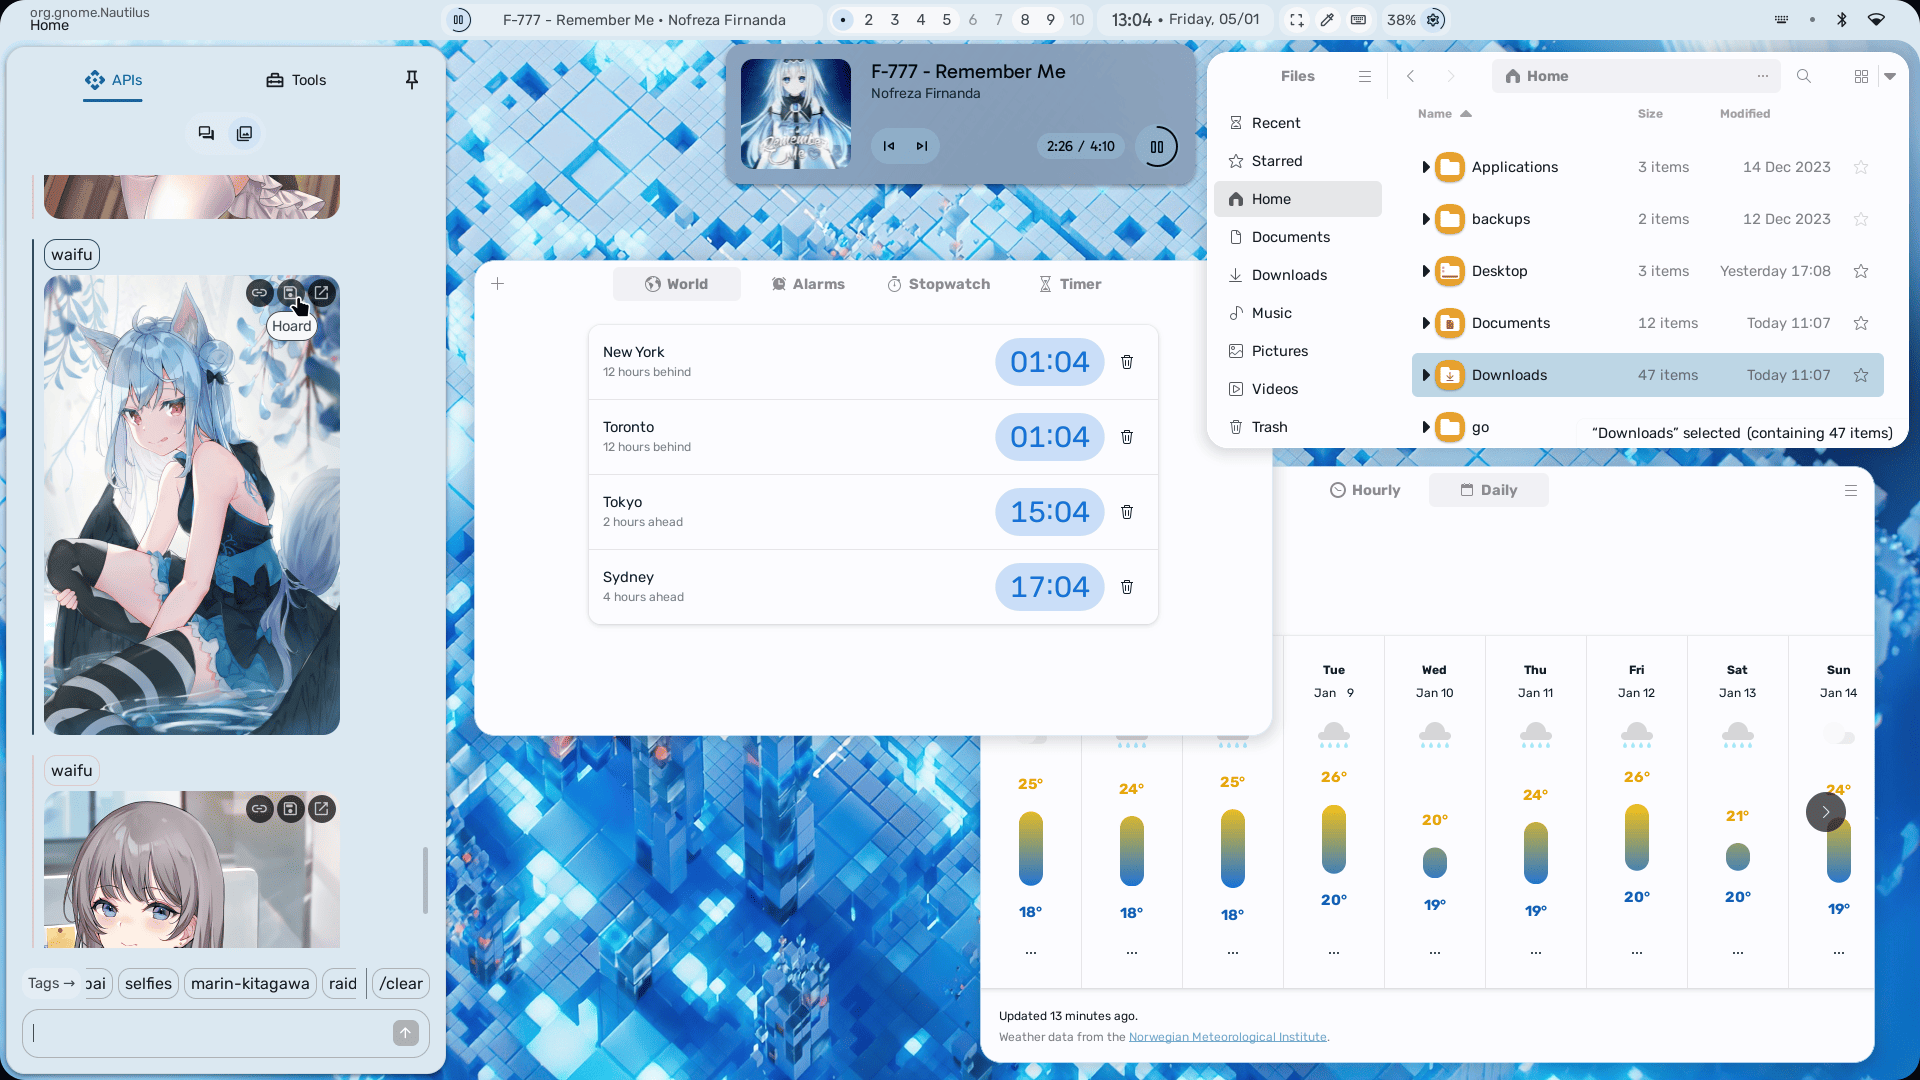 org.gnome.Nautilus
Home
F-777 - Remember Me • Nofreza Firnanda
2 3 4 5 6 7 8 9 10
13:04 • Friday, 05/01
38%
APIs
Tools
waifu
Hoard
waifu
Tags →
selfies
marin-kitagawa
raid
/clear
Remember Me
F-777 - Remember Me
Nofreza Firnanda
2:26 / 4:10
World
Alarms
Stopwatch
Timer
New York
12 hours behind
01:04
Toronto
12 hours behind
01:04
Tokyo
2 hours ahead
15:04
Sydney
4 hours ahead
17:04
Files
Home
Recent
Starred
Home
Documents
Downloads
Music
Pictures
Videos
Trash
Name Size Modified
Applications 3 items 14 Dec 2023
backups 2 items 12 Dec 2023
Desktop 3 items Yesterday 17:08
Documents 12 items Today 11:07
Downloads 47 items Today 11:07
go
“Downloads” selected (containing 47 items)
Hourly
Daily
Tue Wed Thu Fri Sat Sun
Jan 9 Jan 10 Jan 11 Jan 12 Jan 13 Jan 14
25° 24° 25° 26° 20° 24° 26° 21° 24°
18° 18° 18° 20° 19° 19° 20° 20° 19°
... ... ... ... ... ... ... ... ...
Updated 13 minutes ago.
Weather data from the Norwegian Meteorological Institute.